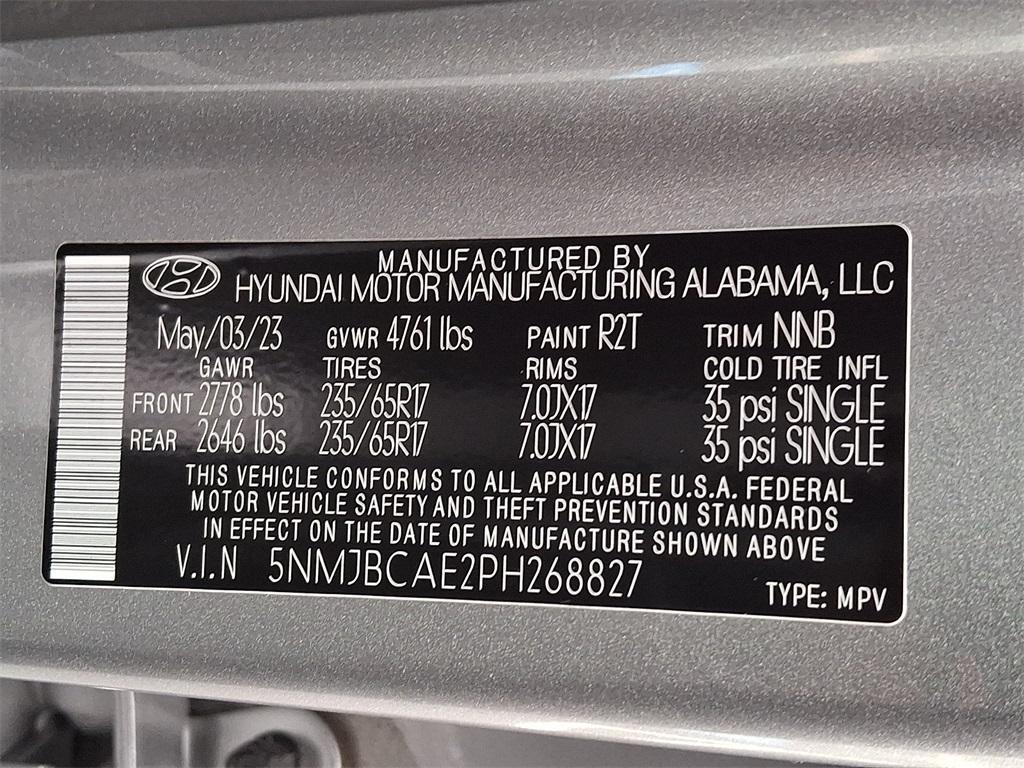 MANUFACTURED BY
HYUNDAI MOTOR MANUFACTURING ALABAMA, LLC
May/03/23 GVWR 4761 lbs PAINT R2T TRIM NNB
GAWR TIRES RIMS COLD TIRE INFL
FRONT 2778 lbs 235/65R17 7.0JX17 35 psi SINGLE
REAR 2646 lbs 235/65R17 7.0JX17 35 psi SINGLE
THIS VEHICLE CONFORMS TO ALL APPLICABLE U.S.A. FEDERAL
MOTOR VEHICLE SAFETY AND THEFT PREVENTION STANDARDS
IN EFFECT ON THE DATE OF MANUFACTURE SHOWN ABOVE
V.I.N 5NMJBCAE2PH268827
TYPE: MPV